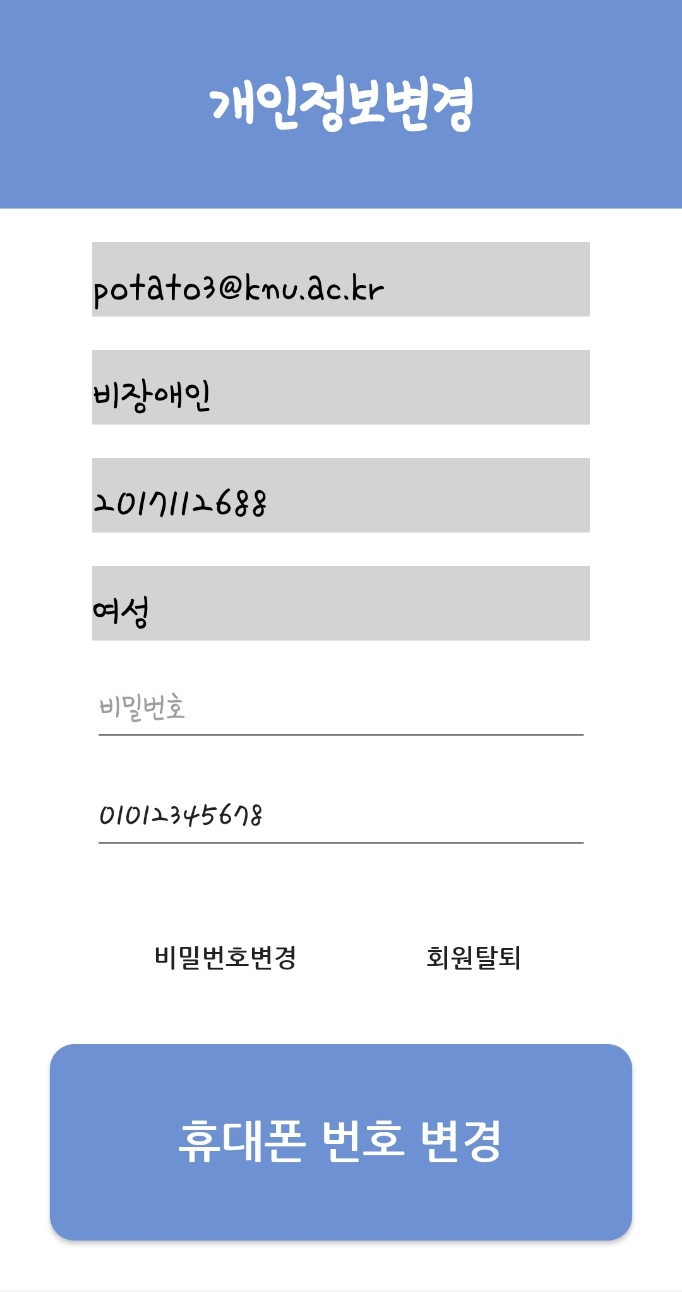 개인정보변경
potato3@knu.ac.kr
비장애인
2017112688
여성
비밀번호
01012345678
비밀번호변경 회원탈퇴
휴대폰 번호 변경